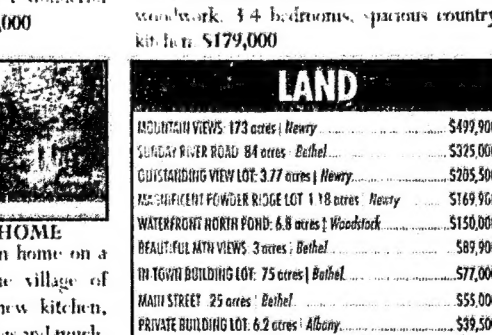 ,000
woodwork. 3-4 bedrooms, spacious country
kitchen. $179,000
LAND
MOUNTAIN VIEWS: 173 acres | Newry $499,900
SUNDAY RIVER ROAD 84 acres Bethel $325,000
OUTSTANDING VIEW LOT: 3.77 acres | Newry $205,500
MAGNIFICENT POWDER RIDGE LOT 1.18 acres Newry $169,900
WATERFRONT NORTH POND: 6.8 acres | Woodstock $150,000
BEAUTIFUL MTN VIEWS 3 acres Bethel $89,900
IN-TOWN BUILDING LOT: 75 acres | Bethel $77,000
MAIN STREET .25 acres Bethel $55,000
PRIVATE BUILDING LOT: 6.2 acres Albany $39,500
HOME
n home on a
e village of
new kitchen,